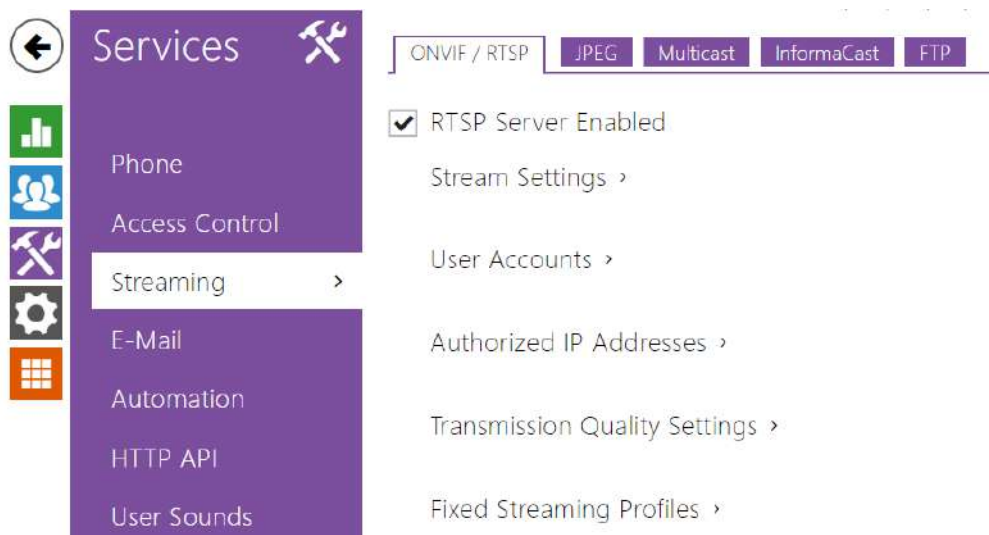 Services
Phone
Access Control
Streaming ›
E-Mail
Automation
HTTP API
User Sounds
ONVIF / RTSP JPEG Multicast InformaCast FTP
RTSP Server Enabled
Stream Settings ›
User Accounts ›
Authorized IP Addresses ›
Transmission Quality Settings ›
Fixed Streaming Profiles ›